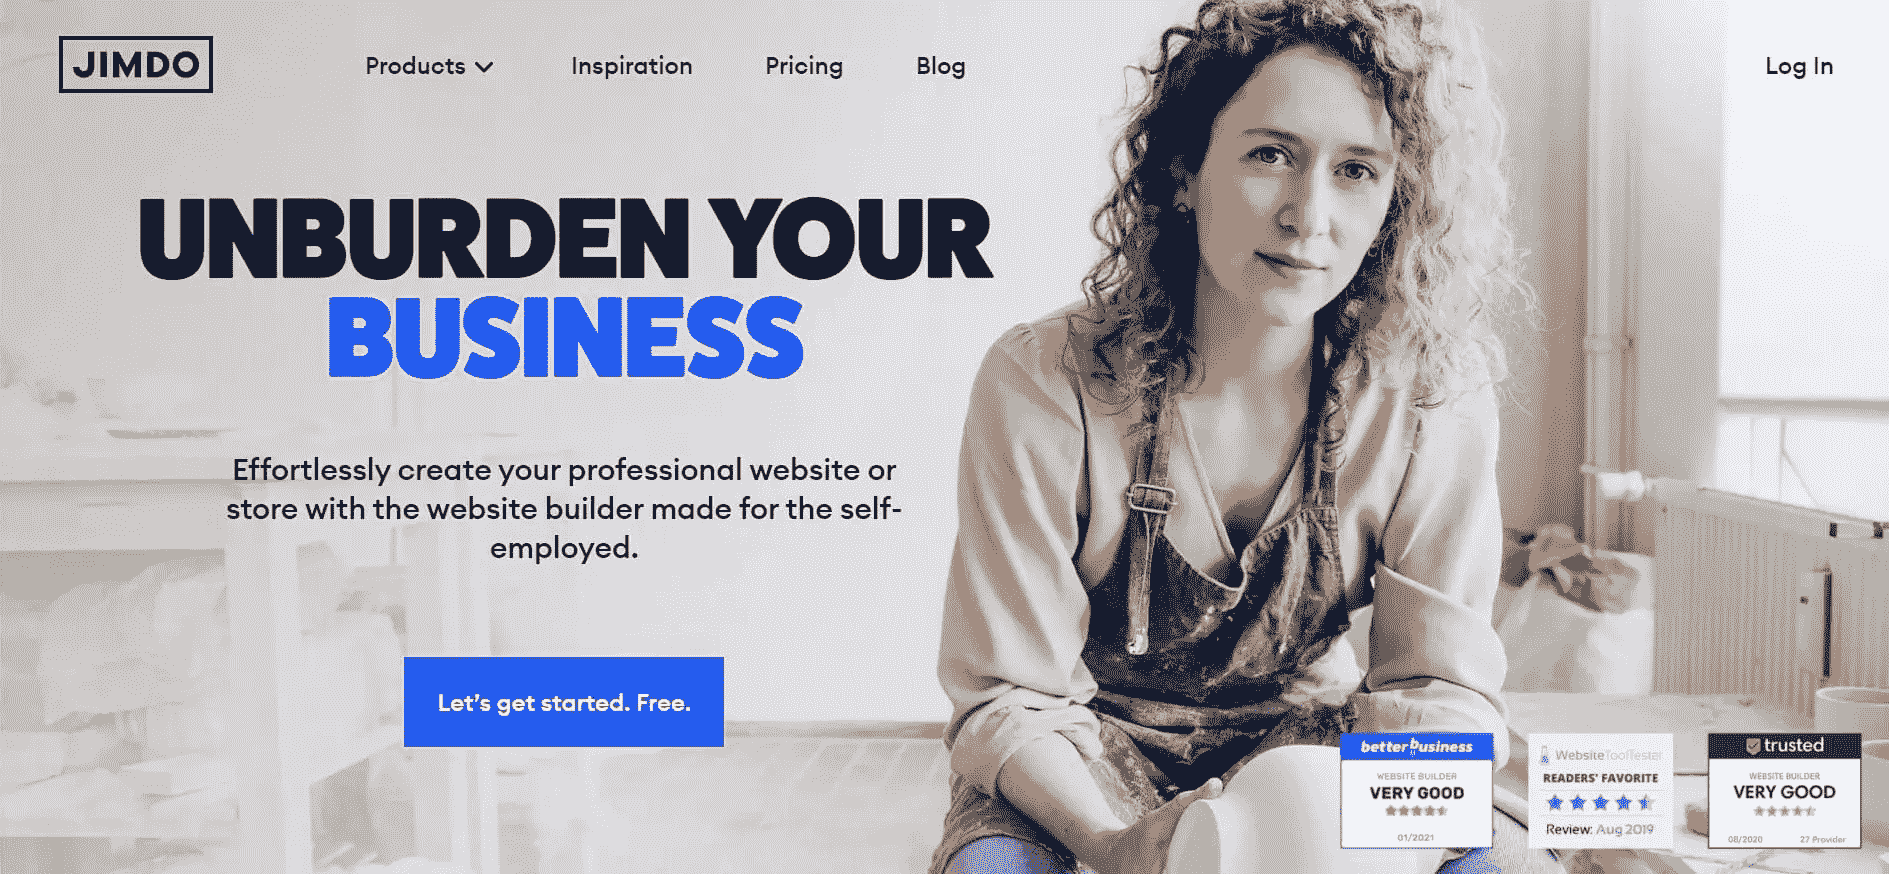 JIMDO
Products
Inspiration
Pricing
Blog
Log In
UNBURDEN YOUR
BUSINESS
Effortlessly create your professional website or
store with the website builder made for the self-
employed.
Let's get started. Free.
better business
WEBSITE BUILDER
VERY GOOD
01/2021
WebsiteToolTester
READERS' FAVORITE
Review: Aug 2019
trusted
WEBSITE BUILDER
VERY GOOD
08/2020 27 Provider